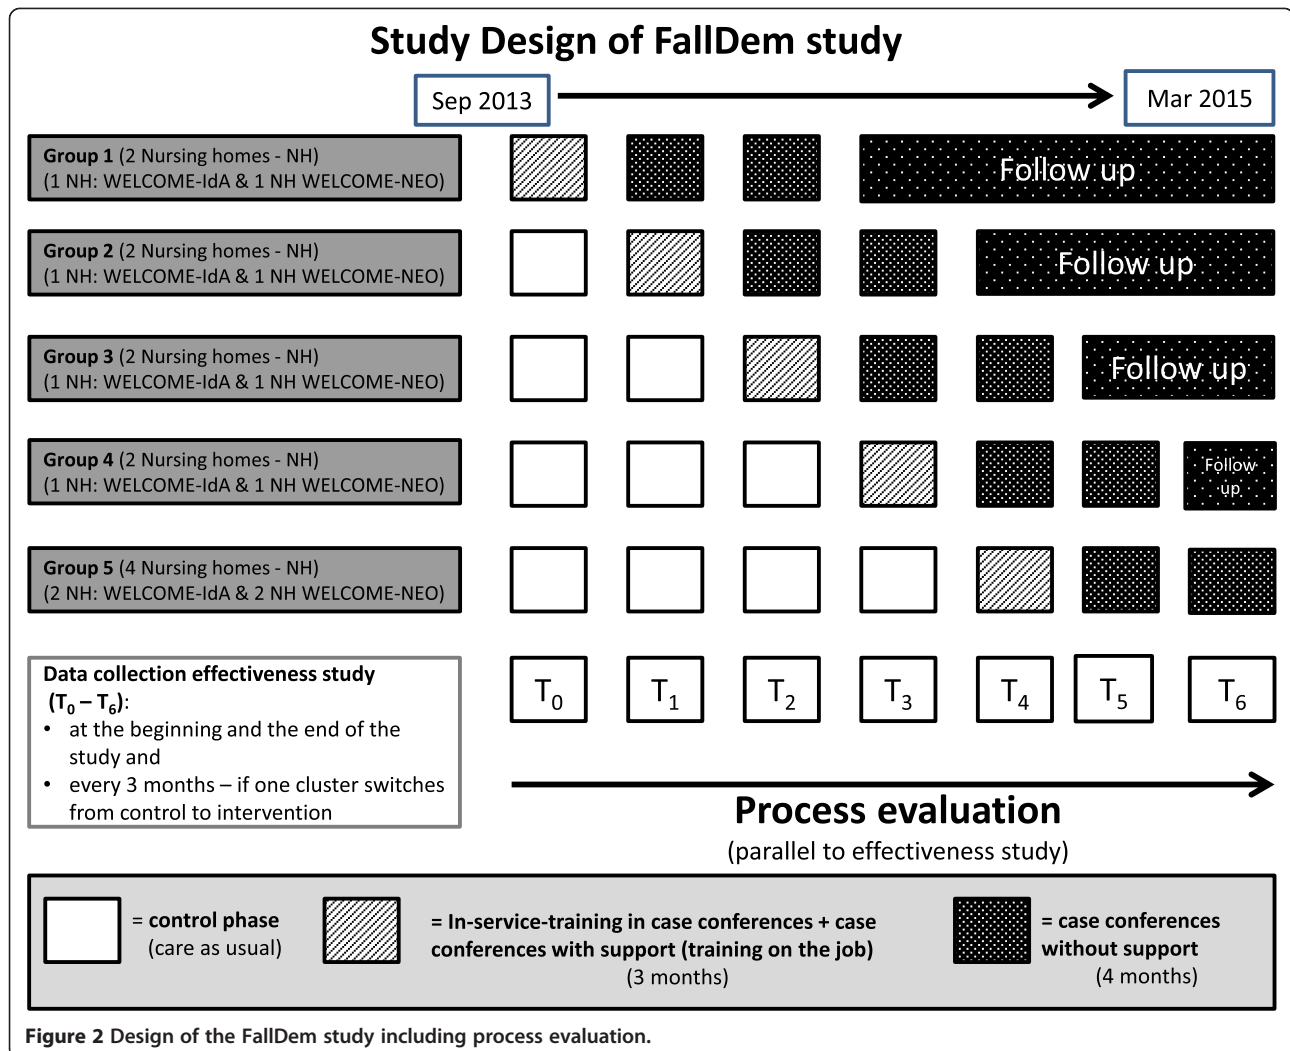 Study Design of FallDem study
Sep 2013
Mar 2015
Group 1 (2 Nursing homes - NH)
(1 NH: WELCOME-IdA & 1 NH WELCOME-NEO)
Follow up
Group 2 (2 Nursing homes - NH)
(1 NH: WELCOME-IdA & 1 NH WELCOME-NEO)
Follow up
Group 3 (2 Nursing homes - NH)
(1 NH: WELCOME-IdA & 1 NH WELCOME-NEO)
Follow up
Group 4 (2 Nursing homes - NH)
(1 NH: WELCOME-IdA & 1 NH WELCOME-NEO)
Follow
up
Group 5 (4 Nursing homes - NH)
(2 NH: WELCOME-IdA & 2 NH WELCOME-NEO)
Data collection effectiveness study
(T0 – T6):
• at the beginning and the end of the
study and
• every 3 months – if one cluster switches
from control to intervention
T0
T1
T2
T3
T4
T5
T6
Process evaluation
(parallel to effectiveness study)
= control phase
(care as usual)
= In-service-training in case conferences + case
conferences with support (training on the job)
(3 months)
= case conferences
without support
(4 months)
Figure 2 Design of the FallDem study including process evaluation.